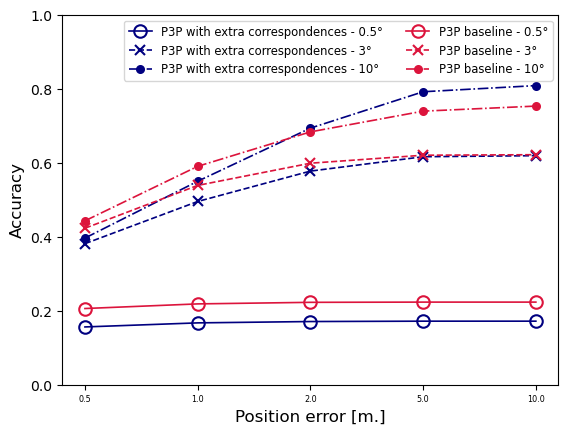 P3P with extra correspondences - 0.5°
P3P with extra correspondences - 3°
P3P with extra correspondences - 10°
P3P baseline - 0.5°
P3P baseline - 3°
P3P baseline - 10°
1.0
0.8
0.6
0.4
0.2
0.0
Accuracy
0.5 1.0 2.0 5.0 10.0
Position error [m.]